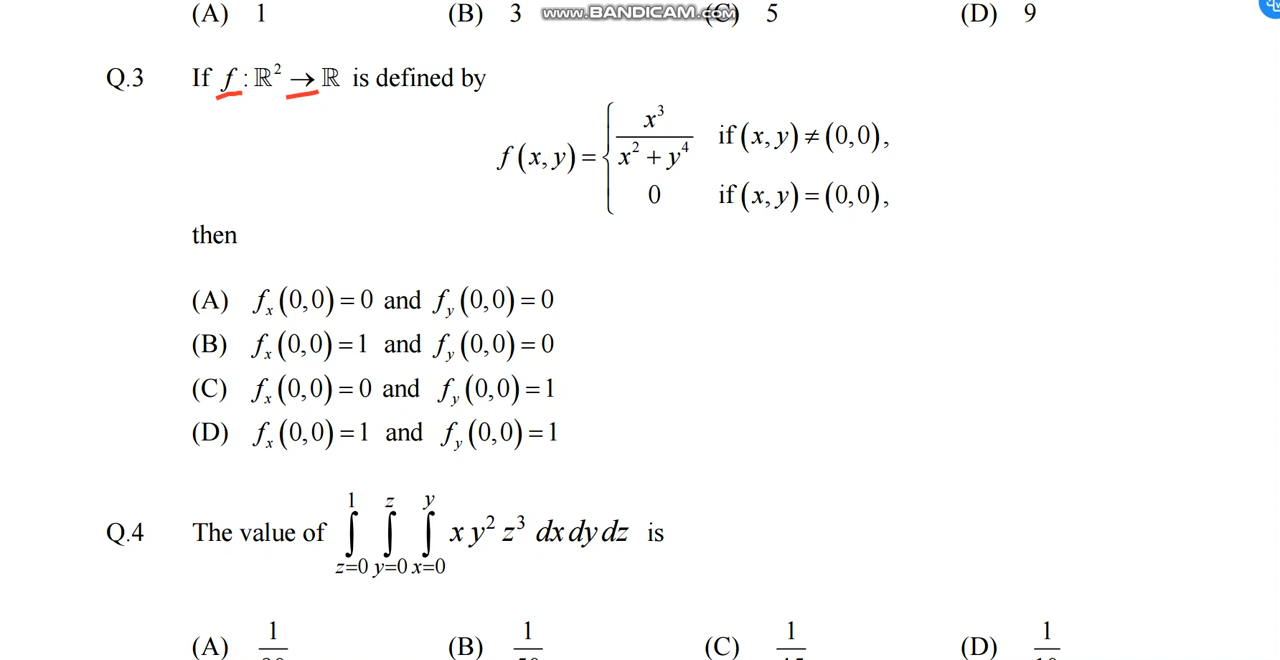 (A) 1 (B) 3 www.BANDICAM.com (C) 5 (D) 9
Q.3 If f : ℝ² → ℝ is defined by
f(x, y) = { x³ / (x² + y⁴) if (x, y) ≠ (0,0),
0 if (x, y) = (0,0),
then
(A) fₓ(0,0) = 0 and f_y(0,0) = 0
(B) fₓ(0,0) = 1 and f_y(0,0) = 0
(C) fₓ(0,0) = 0 and f_y(0,0) = 1
(D) fₓ(0,0) = 1 and f_y(0,0) = 1
Q.4 The value of ∫_{z=0}^{1} ∫_{y=0}^{z} ∫_{x=0}^{y} x y² z³ dx dy dz is
(A) 1 (B) 1 (C) 1 (D) 1